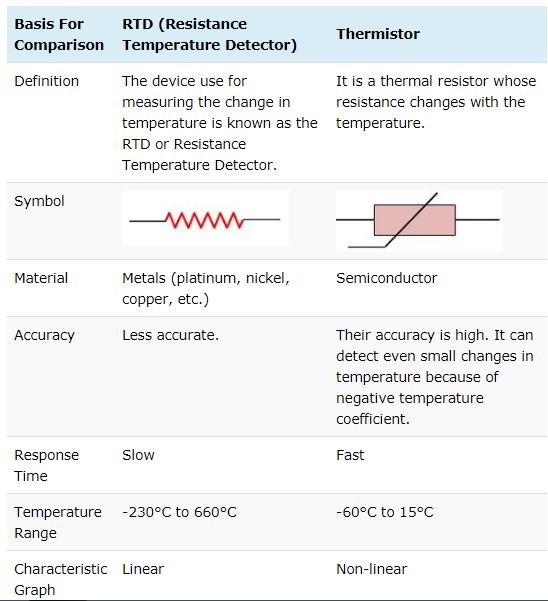 Basis For Comparison
RTD (Resistance Temperature Detector)
Thermistor
Definition
The device use for
measuring the change in
temperature is known as the
RTD or Resistance
Temperature Detector.
It is a thermal resistor whose
resistance changes with the
temperature.
Symbol
Material
Metals (platinum, nickel,
copper, etc.)
Semiconductor
Accuracy
Less accurate.
Their accuracy is high. It can
detect even small changes in
temperature because of
negative temperature
coefficient.
Response
Time
Slow
Fast
Temperature
Range
-230°C to 660°C
-60°C to 15°C
Characteristic
Graph
Linear
Non-linear